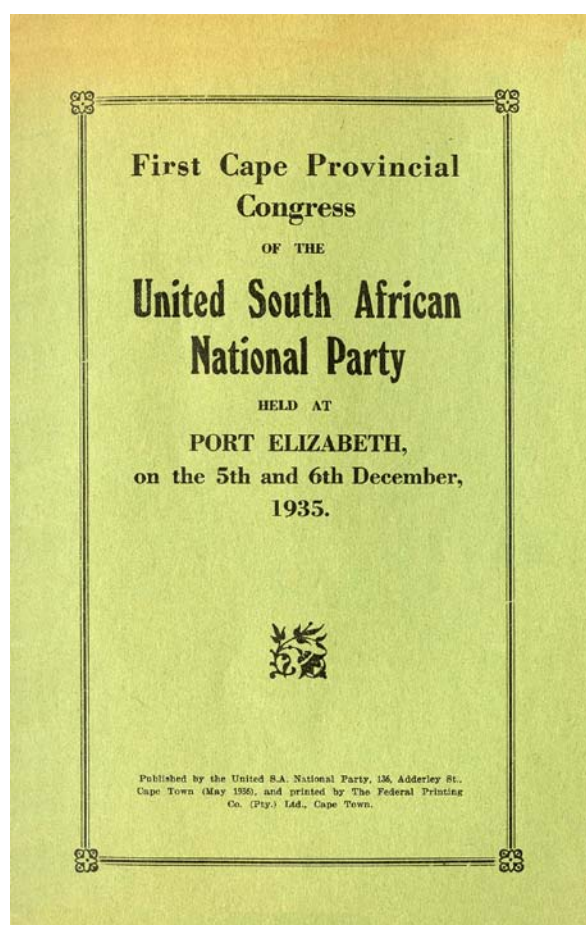 First Cape Provincial
Congress
OF THE
United South African
National Party
HELD AT
PORT ELIZABETH,
on the 5th and 6th December,
1935.
Published by the United S.A. National Party, 136, Adderley St.,
Cape Town (May 1936), and printed by The Federal Printing
Co. (Pty.) Ltd., Cape Town.